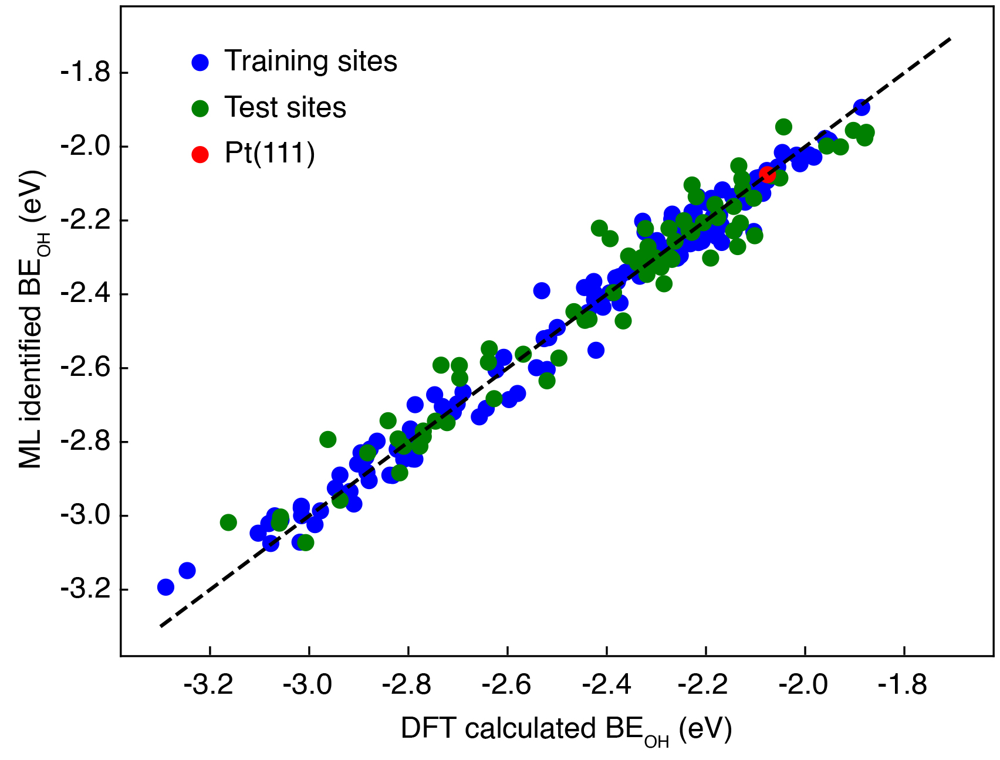 Training sites
Test sites
Pt(111)
-1.8
-2.0
-2.2
-2.4
-2.6
-2.8
-3.0
-3.2
ML identified BE_OH (eV)
-3.2 -3.0 -2.8 -2.6 -2.4 -2.2 -2.0 -1.8
DFT calculated BE_OH (eV)